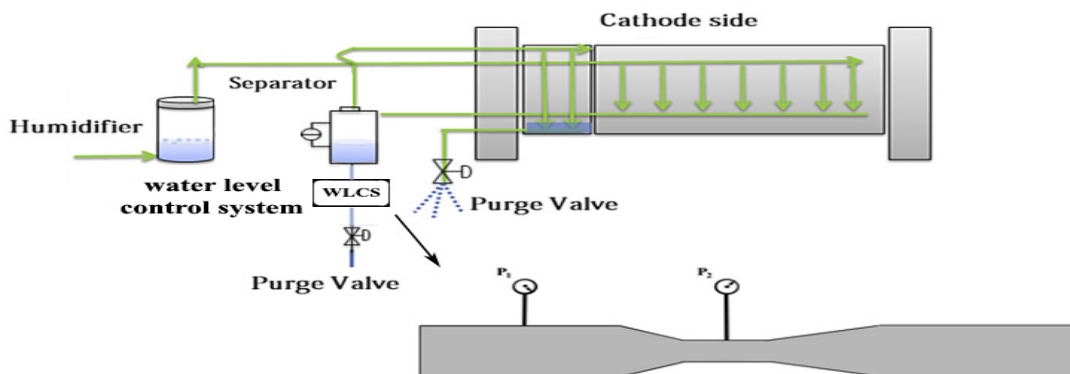 Cathode side
Separator
Humidifier
water level
control system
WLCS
D
Purge Valve
D
Purge Valve
P1
P2